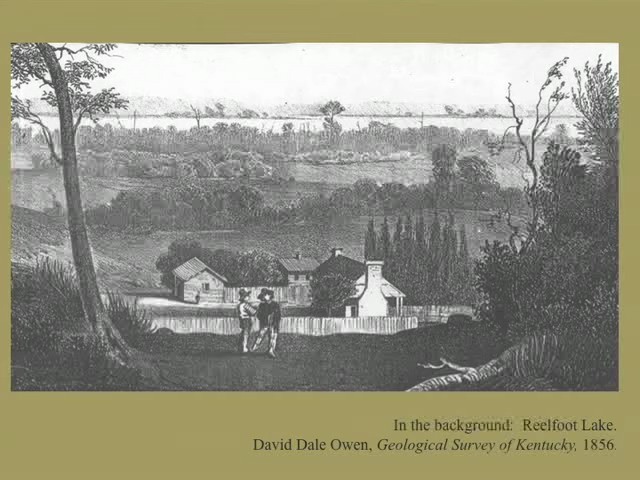 In the background:  Reelfoot Lake.
David Dale Owen, Geological Survey of Kentucky, 1856.